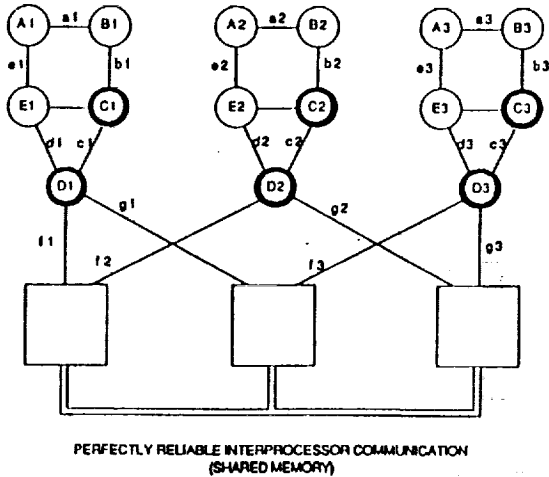 A1 a1 B1 A2 a2 B2 A3 a3 B3
e1 b1 e2 b2 e3 b3
E1 C1 E2 C2 E3 C3
d1 c1 d2 c2 d3 c3
D1 D2 D3
g1 g2
f1 f2 f3 g3
PERFECTLY RELIABLE INTERPROCESSOR COMMUNICATION
(SHARED MEMORY)